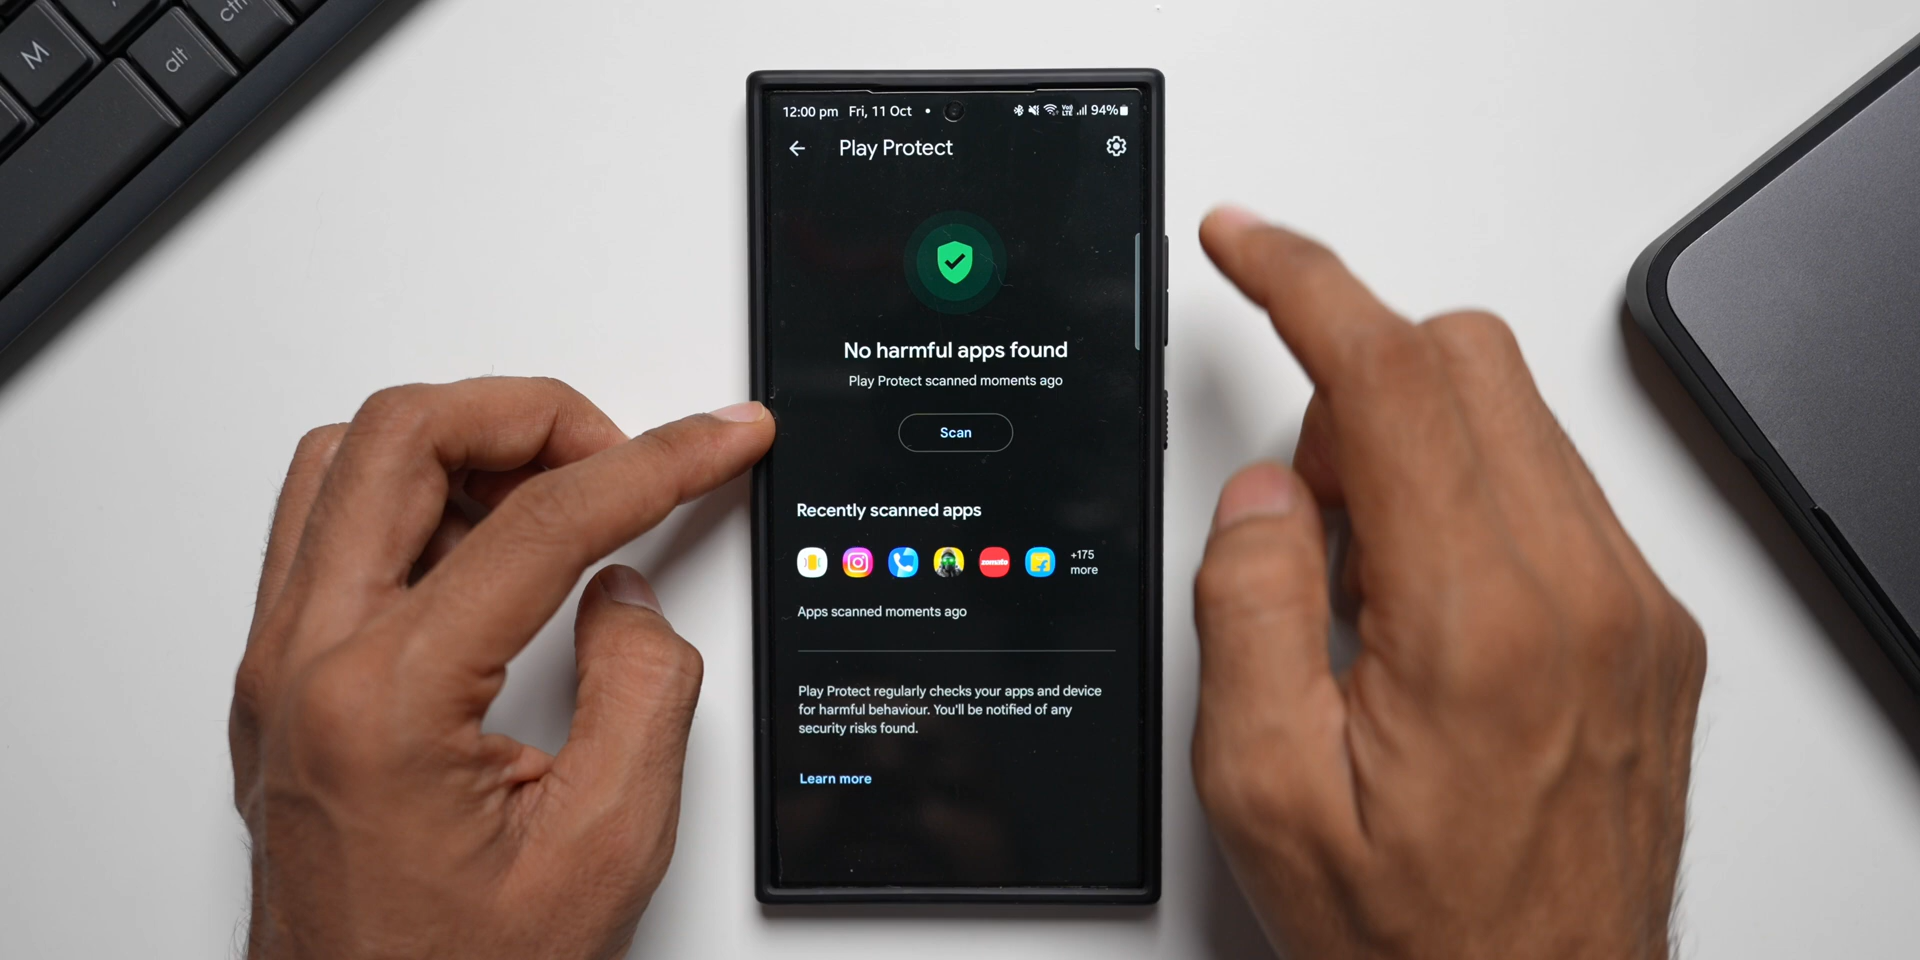 M
alt
ctrl
12:00 pm Fri, 11 Oct
94%
Play Protect
No harmful apps found
Play Protect scanned moments ago
Scan
Recently scanned apps
zomato
+175
more
Apps scanned moments ago
Play Protect regularly checks your apps and device
for harmful behaviour. You'll be notified of any
security risks found.
Learn more